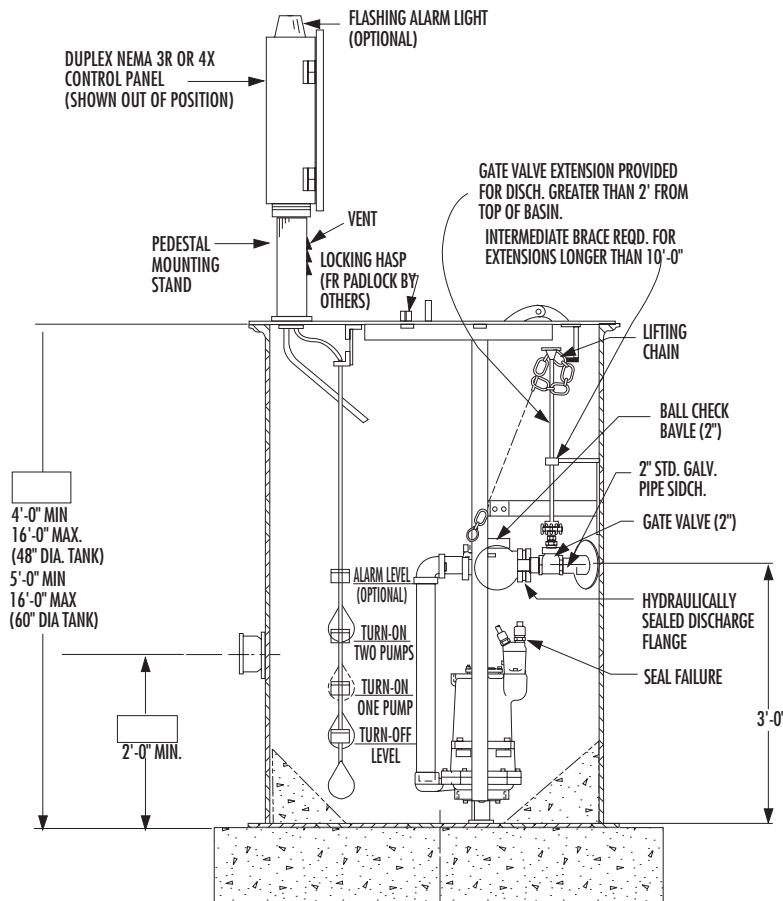 FLASHING ALARM LIGHT
(OPTIONAL)
DUPLEX NEMA 3R OR 4X
CONTROL PANEL
(SHOWN OUT OF POSITION)
GATE VALVE EXTENSION PROVIDED
FOR DISCH. GREATER THAN 2' FROM
TOP OF BASIN.
VENT
INTERMEDIATE BRACE REQD. FOR
EXTENSIONS LONGER THAN 10'-0"
PEDESTAL
MOUNTING
STAND
LOCKING HASP
(FR PADLOCK BY
OTHERS)
LIFTING
CHAIN
BALL CHECK
BAVLE (2")
2" STD. GALV.
PIPE SIDCH.
GATE VALVE (2")
4'-0" MIN
16'-0" MAX.
(48" DIA. TANK)
5'-0" MIN
16'-0" MAX
(60" DIA TANK)
ALARM LEVEL
(OPTIONAL)
HYDRAULICALLY
SEALED DISCHARGE
FLANGE
TURN-ON
TWO PUMPS
SEAL FAILURE
TURN-ON
ONE PUMP
3'-0"
TURN-OFF
LEVEL
2'-0" MIN.